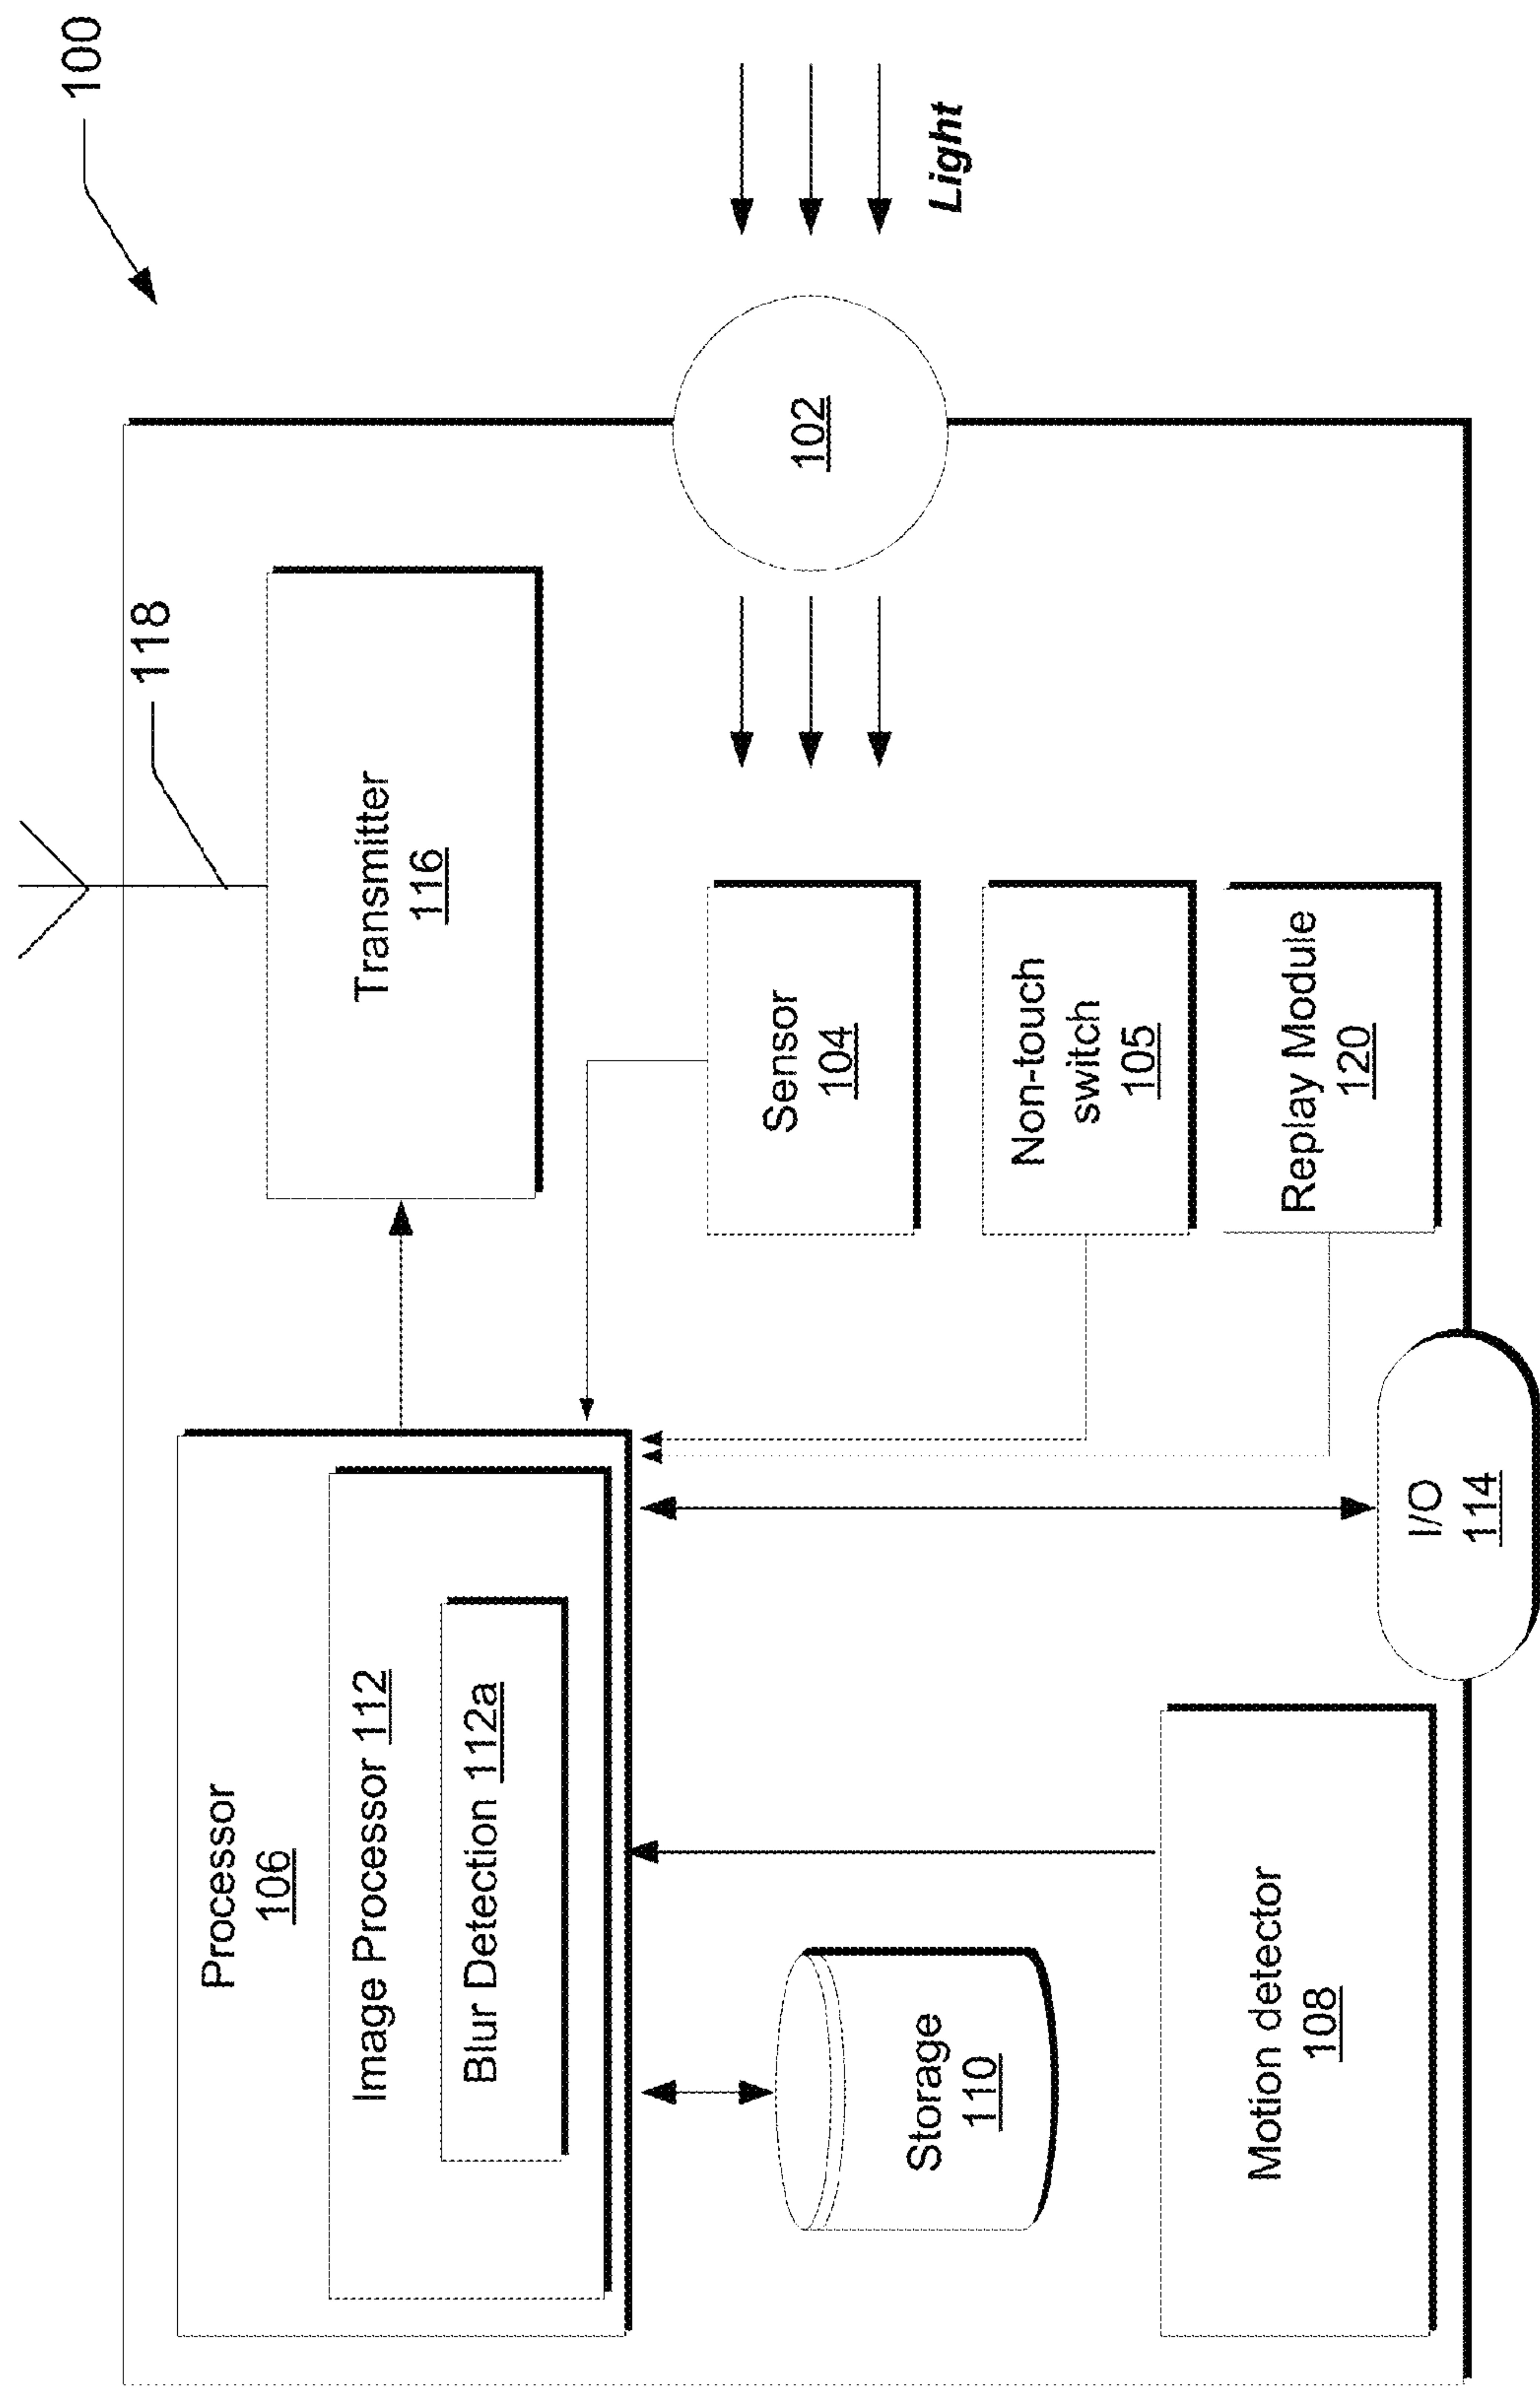 100
118
Processor
106
Image Processor 112
Blur Detection 112a
Transmitter
116
Storage
110
Sensor
104
102
Light
Non-touch
switch
105
Motion detector
108
Replay Module
120
I/O
114